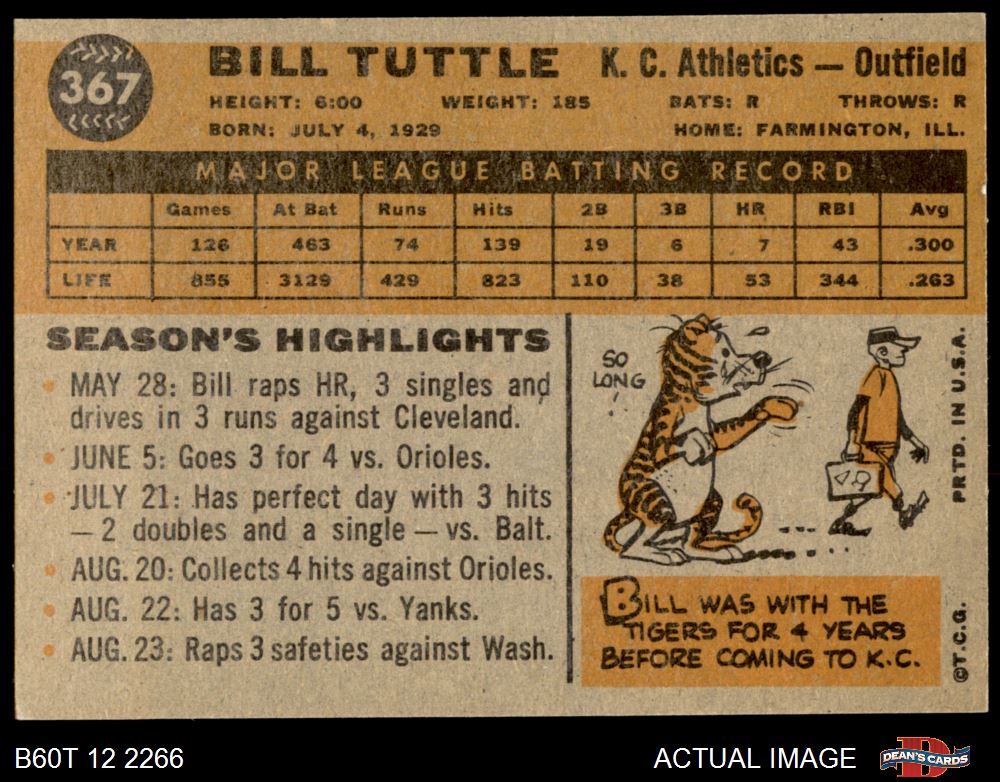 367
BILL TUTTLE K. C. Athletics — Outfield
HEIGHT: 6:00 WEIGHT: 185 BATS: R THROWS: R
BORN: JULY 4, 1929 HOME: FARMINGTON, ILL.
MAJOR LEAGUE BATTING RECORD
Games At Bat Runs Hits 2B 3B HR RBI Avg
YEAR 126 463 74 139 19 6 7 43 .300
LIFE 855 3129 429 823 110 38 53 344 .263
SEASON'S HIGHLIGHTS
• MAY 28: Bill raps HR, 3 singles and
drives in 3 runs against Cleveland.
• JUNE 5: Goes 3 for 4 vs. Orioles.
• JULY 21: Has perfect day with 3 hits
— 2 doubles and a single — vs. Balt.
• AUG. 20: Collects 4 hits against Orioles.
• AUG. 22: Has 3 for 5 vs. Yanks.
• AUG. 23: Raps 3 safeties against Wash.
SO
LONG
!
BILL WAS WITH THE
TIGERS FOR 4 YEARS
BEFORE COMING TO K.C.
©T.C.G. PRTD. IN U.S.A.
B60T 12 2266 ACTUAL IMAGE DEAN'S CARDS